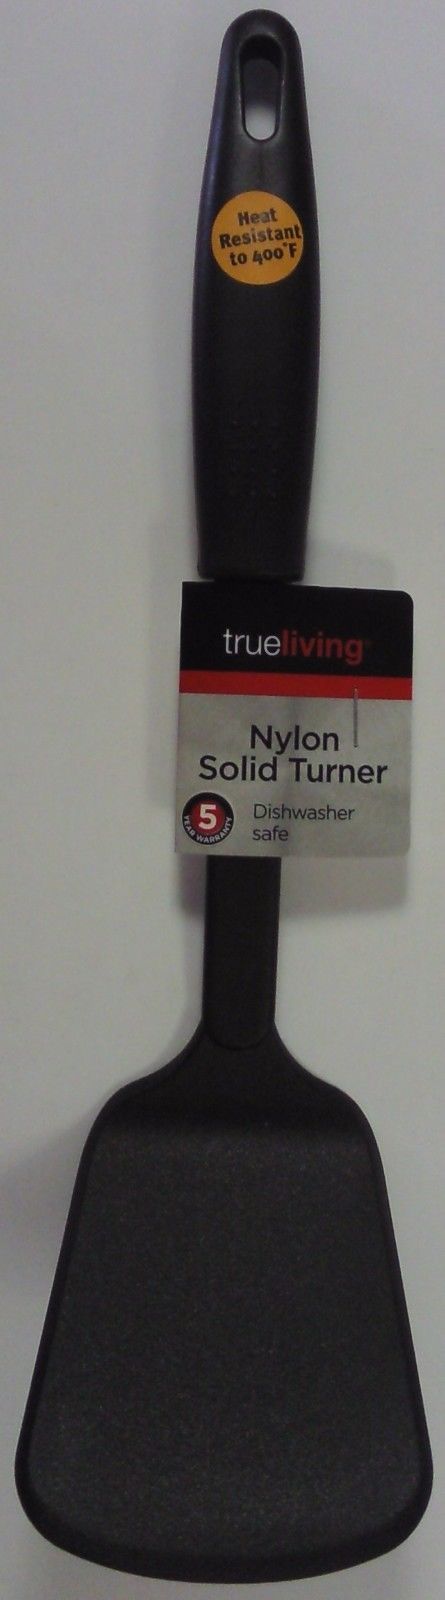 Heat
Resistant
to 400°F
trueliving®
Nylon
Solid Turner
5
YEAR WARRANTY
Dishwasher
safe